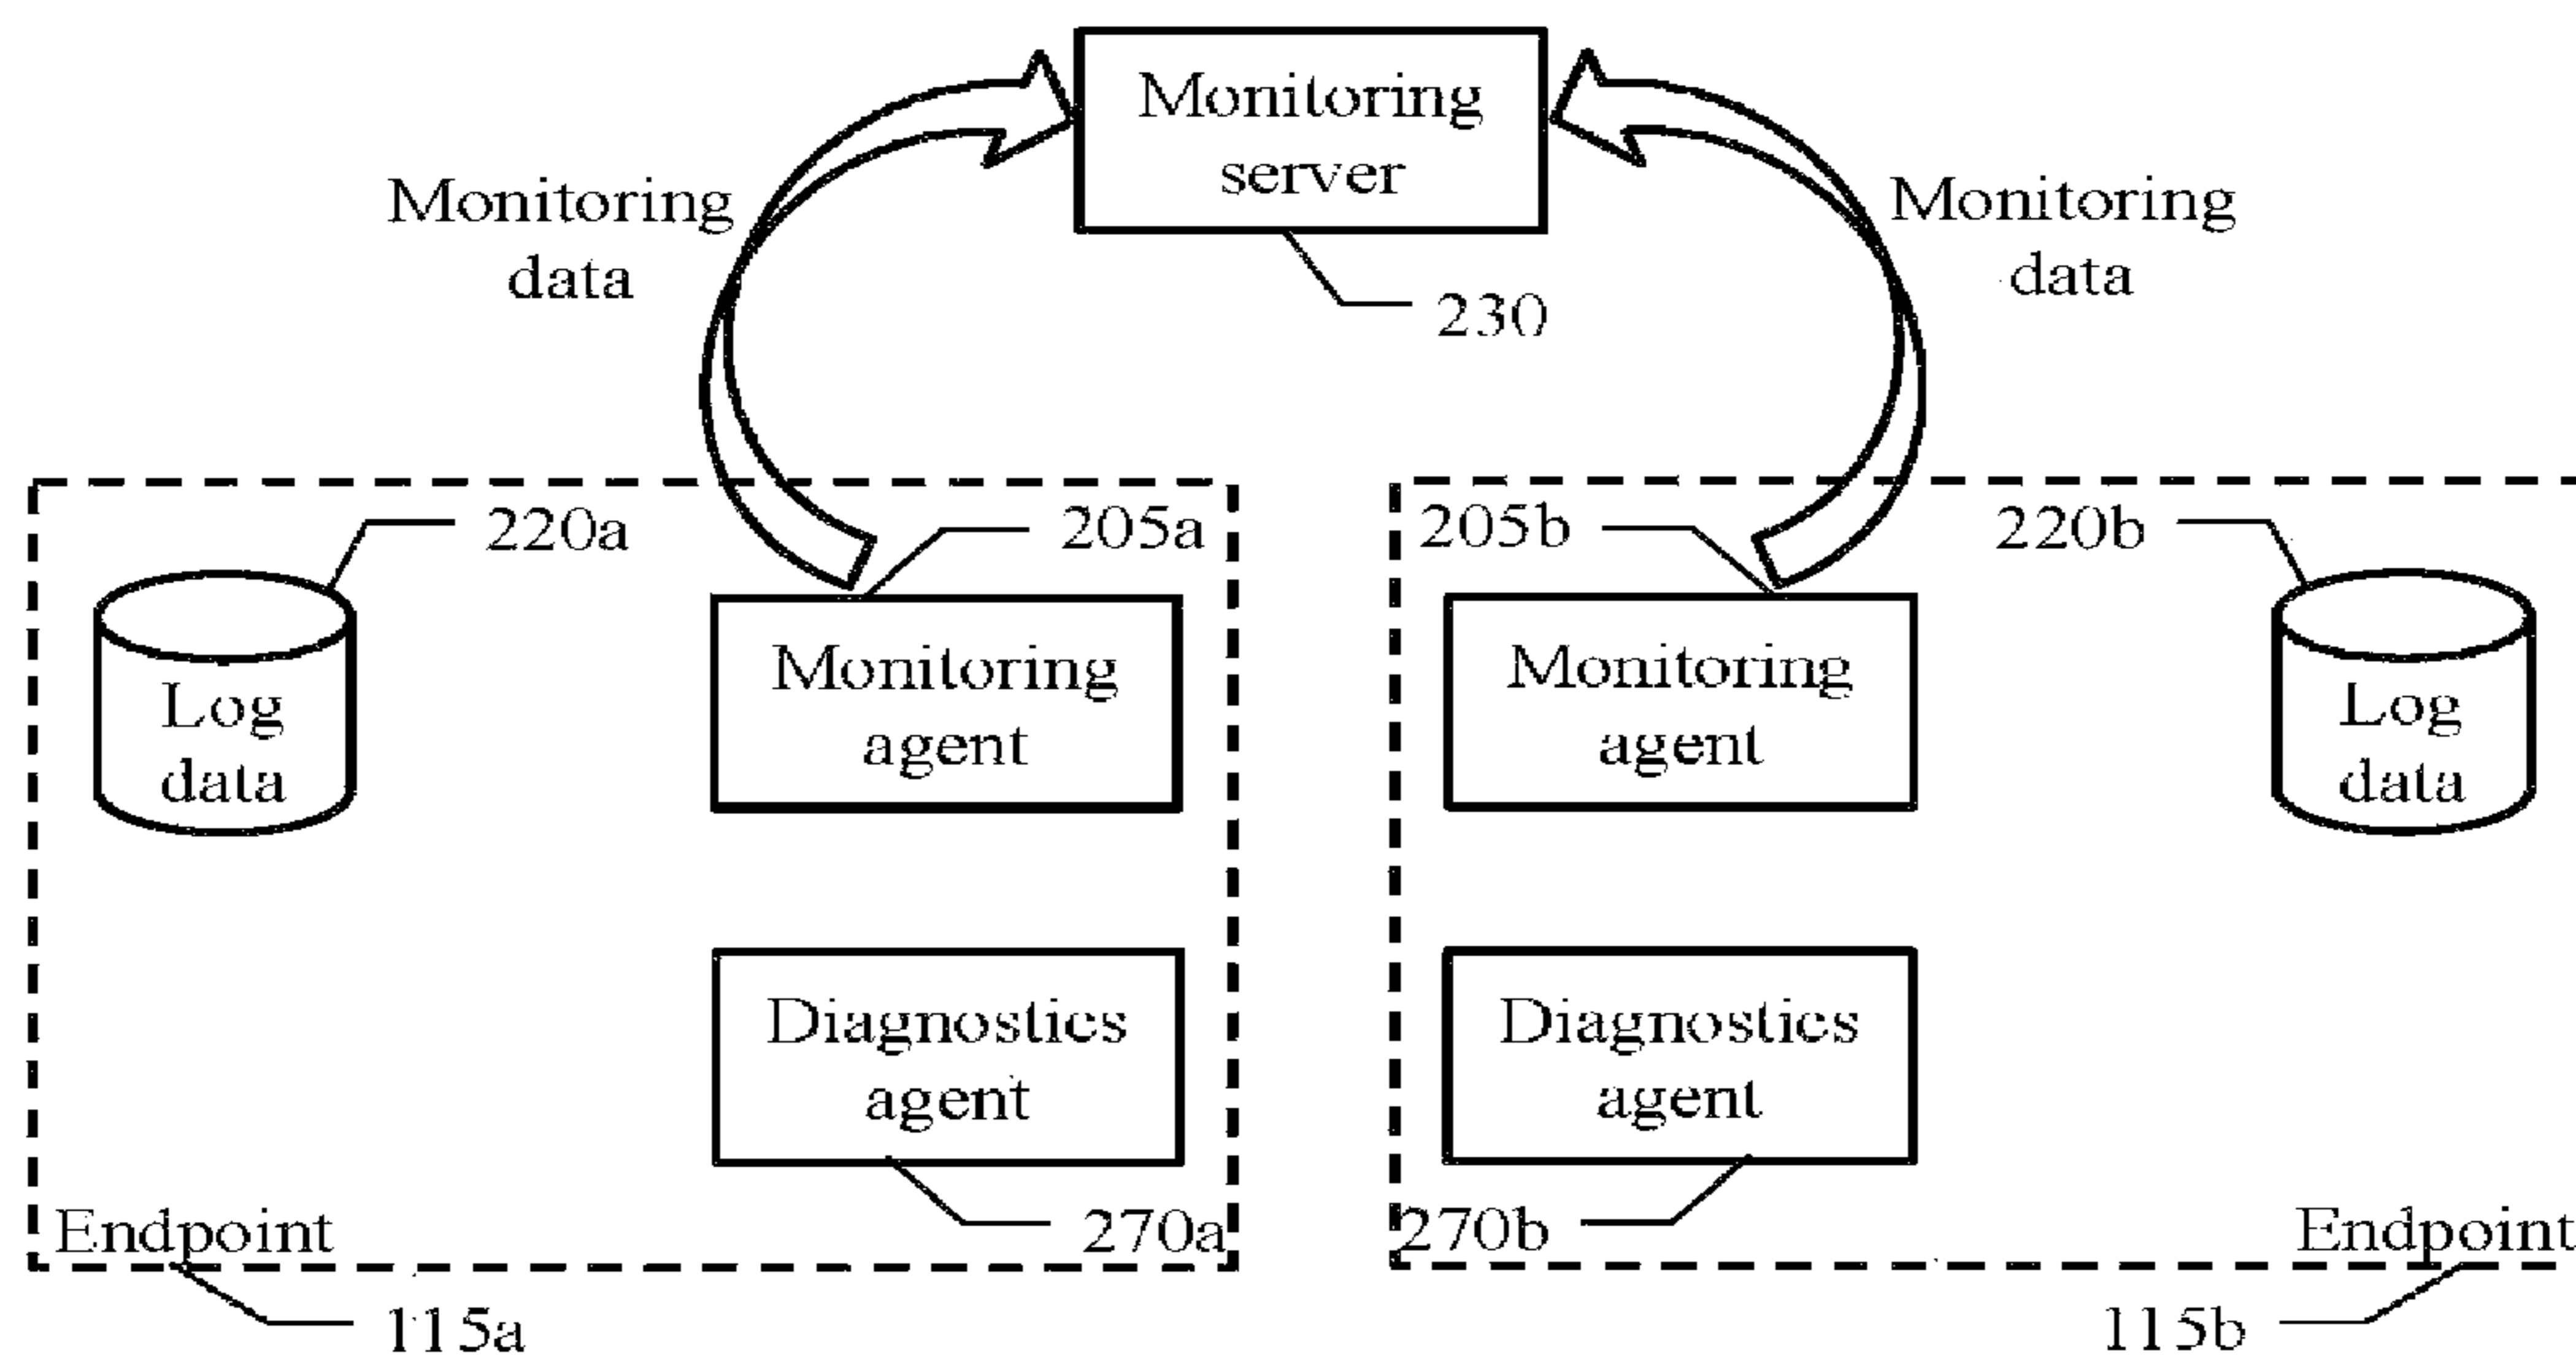 Monitoring
server
Monitoring
data
Monitoring
data
230
220a
205a
205b
220b
Log
data
Monitoring
agent
Monitoring
agent
Log
data
Diagnostics
agent
Diagnostics
agent
Endpoint
270a
270b
Endpoint
115a
115b